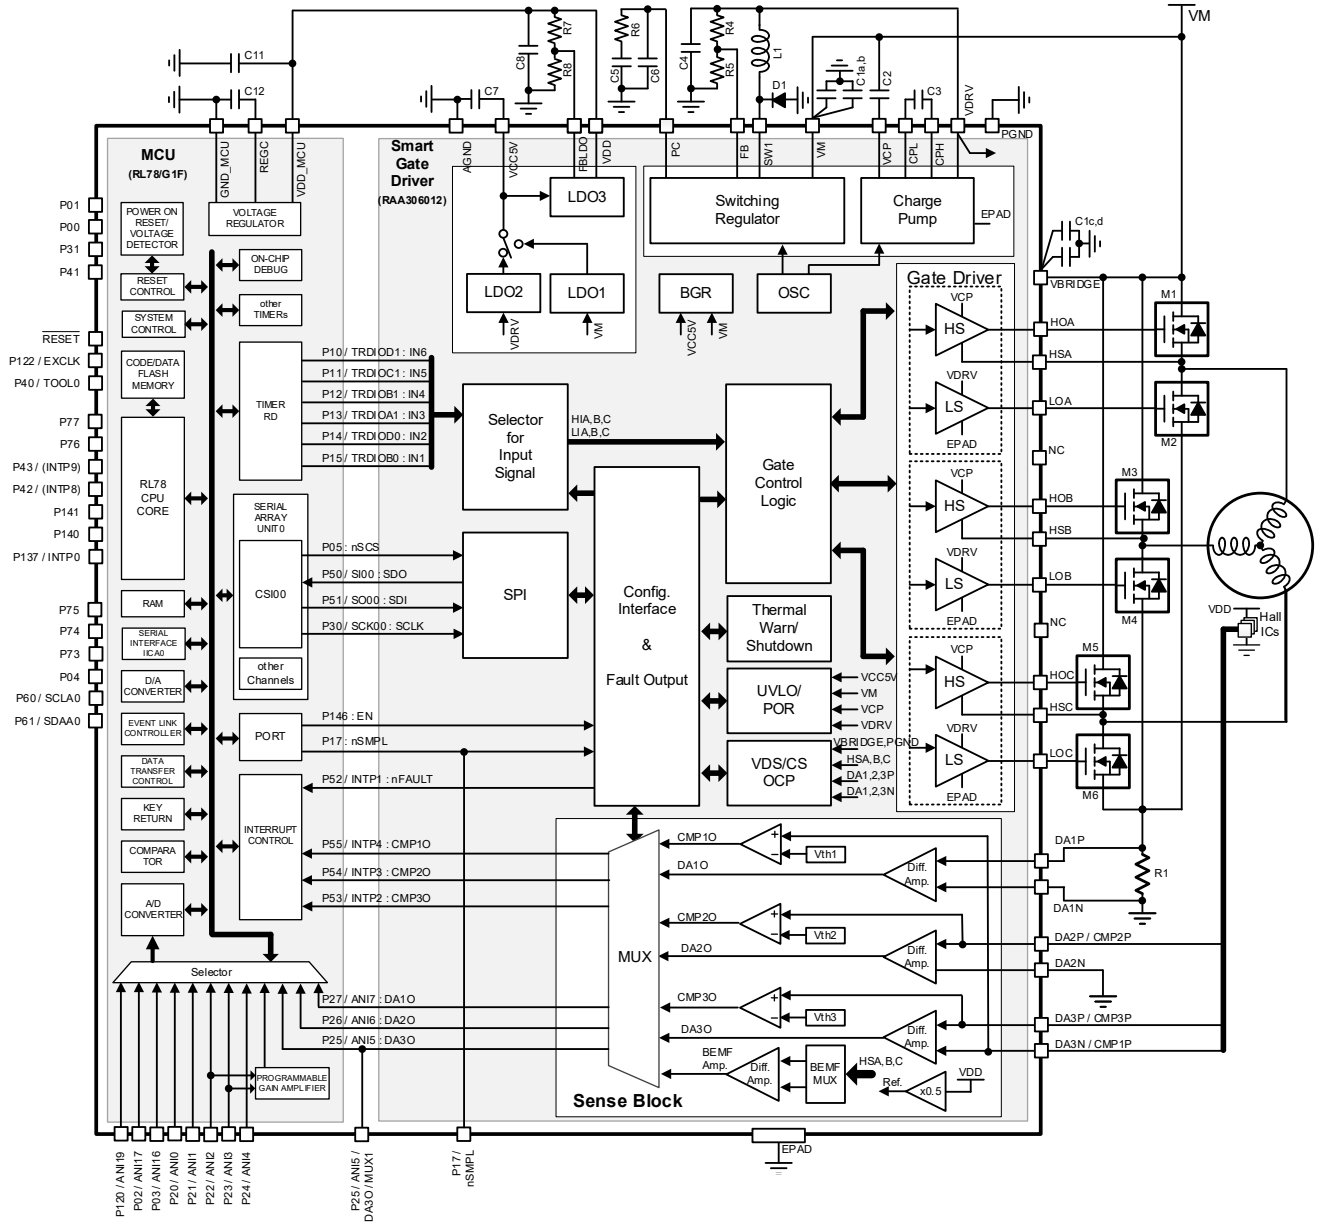 VM
C11
C12
C7
C8
R7
R8
R6
C5
C6
C4
R4
R5
L1
D1
C1a,b
C2
C3
VDRV
PGND
MCU
(RL78/G1F)
GND_MCU
REGC
VDD_MCU
Smart
Gate
Driver
(RAA306012)
AGND
VCC5V
FBLDO
VDD
PC
FB
SW1
VM
VCP
CPL
CPH
P01
P00
P31
P41
RESET
P122 / EXCLK
P40 / TOOL0
P77
P76
P43 / (INTP9)
P42 / (INTP8)
P141
P140
P137 / INTP0
P75
P74
P73
P04
P60 / SCLA0
P61 / SDAA0
POWER ON
RESET/
VOLTAGE
DETECTOR
RESET
CONTROL
SYSTEM
CONTROL
CODE/DATA
FLASH
MEMORY
RL78
CPU
CORE
RAM
SERIAL
INTERFACE
IICA0
D/A
CONVERTER
EVENT LINK
CONTROLLER
DATA
TRANSFER
CONTROL
KEY
RETURN
COMPARA
TOR
A/D
CONVERTER
VOLTAGE
REGULATOR
ON-CHIP
DEBUG
other
TIMERs
TIMER
RD
SERIAL
ARRAY
UNIT0
CSI00
other
Channels
PORT
INTERRUPT
CONTROL
Selector
PROGRAMMABLE
GAIN AMPLIFIER
P10 / TRDIOD1 : IN6
P11 / TRDIOC1 : IN5
P12 / TRDIOB1 : IN4
P13 / TRDIOA1 : IN3
P14 / TRDIOD0 : IN2
P15 / TRDIOB0 : IN1
P05 : nSCS
P50 / SI00 : SDO
P51 / SO00 : SDI
P30 / SCK00 : SCLK
P146 : EN
P17 : nSMPL
P52 / INTP1 : nFAULT
P55 / INTP4 : CMP1O
P54 / INTP3 : CMP2O
P53 / INTP2 : CMP3O
P27 / ANI7 : DA1O
P26 / ANI6 : DA2O
P25 / ANI5 : DA3O
LDO3
LDO2
LDO1
VDRV
VM
Switching
Regulator
Charge
Pump
EPAD
BGR
OSC
VCC5V
VM
Selector
for
Input
Signal
HIA,B,C
LIA,B,C
SPI
Config.
Interface
&
Fault Output
Gate
Control
Logic
Thermal
Warn/
Shutdown
UVLO/
POR
VCC5V
VM
VCP
VDRV
VDS/CS
OCP
VBRIDGE,PGND
HSA,B,C
DA1,2,3P
DA1,2,3N
Gate Driver
VCP
HS
VDRV
LS
EPAD
VCP
HS
VDRV
LS
EPAD
VCP
HS
VDRV
LS
EPAD
C1c,d
VBRIDGE
HOA
HSA
LOA
NC
HOB
HSB
LOB
NC
HOC
HSC
LOC
M1
M2
M3
M4
M5
M6
VDD
Hall
ICs
DA1P
R1
DA1N
DA2P / CMP2P
DA2N
DA3P / CMP3P
DA3N / CMP1P
MUX
CMP1O
DA1O
CMP2O
DA2O
CMP3O
DA3O
BEMF
Amp.
+
−
Vth1
Diff.
Amp.
+
−
Vth2
Diff.
Amp.
+
−
Vth3
Diff.
Amp.
Diff.
Amp.
BEMF
MUX
HSA,B,C
Ref.
x0.5
VDD
Sense Block
P120 / ANI19
P02 / ANI17
P03 / ANI16
P20 / ANI0
P21 / ANI1
P22 / ANI2
P23 / ANI3
P24 / ANI4
P25 / ANI5 /
DA3O / MUX1
P17 /
nSMPL
EPAD